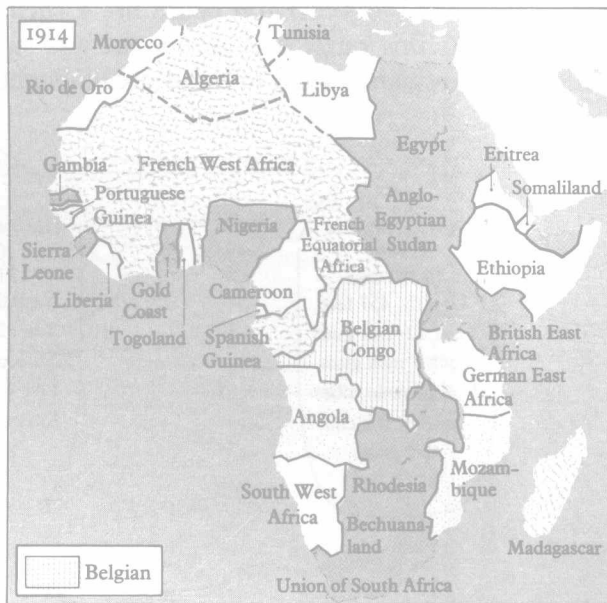 1914
Morocco
Tunisia
Algeria
Rio de Oro
Libya
Egypt
Gambia
French West Africa
Eritrea
Portuguese
Guinea
Somaliland
Anglo-
Egyptian
Sudan
Nigeria
French
Equatorial
Africa
Sierra
Leone
Ethiopia
Liberia
Gold
Coast
Cameroon
Togoland
Spanish
Guinea
Belgian
Congo
British East
Africa
German East
Africa
Angola
Mozam-
bique
South West
Africa
Rhodesia
Bechuana-
land
Madagascar
Belgian
Union of South Africa